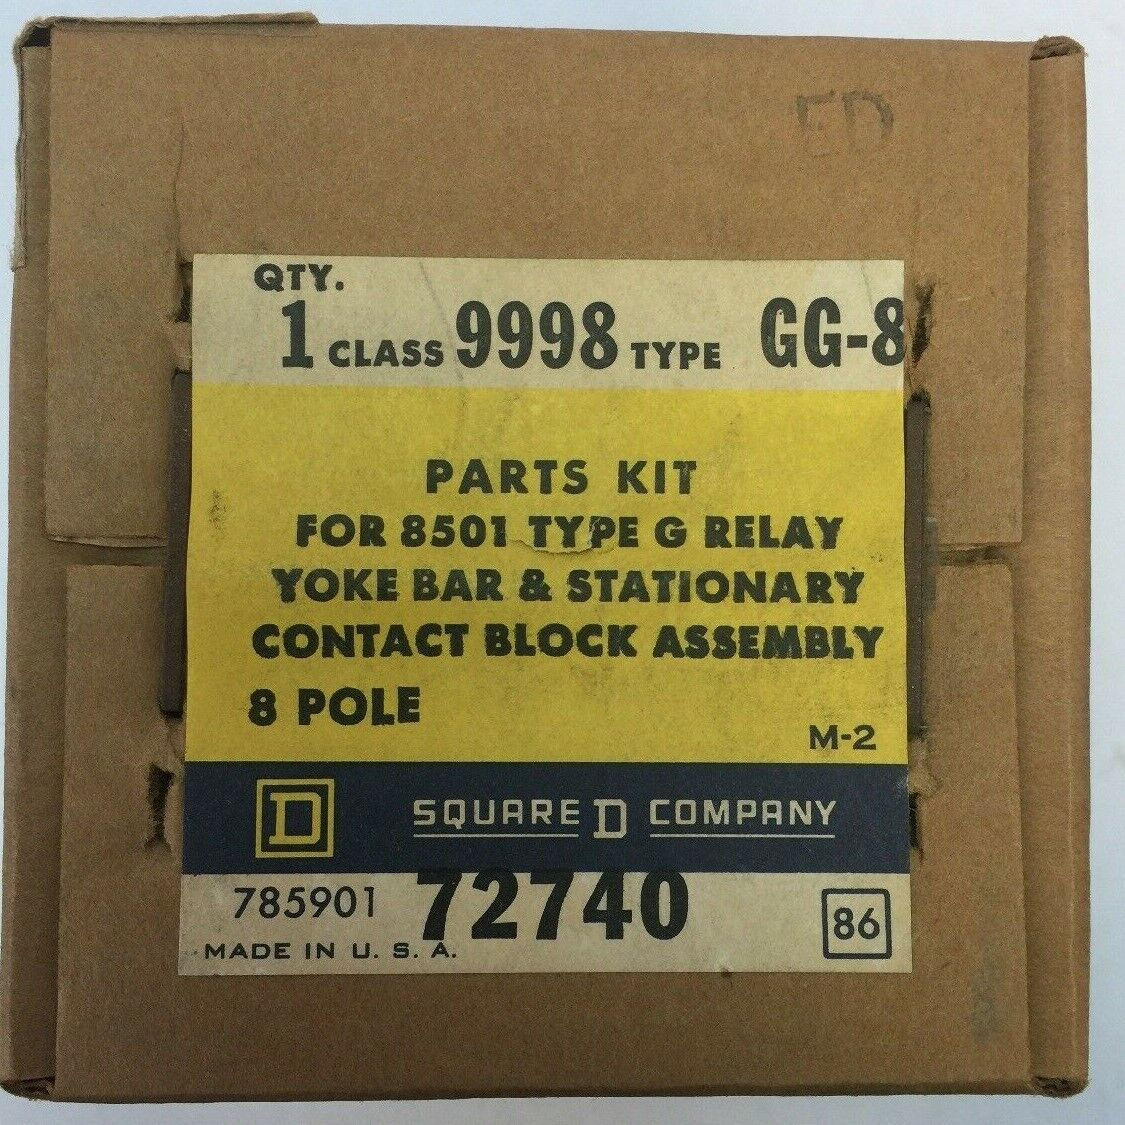 ED
QTY.
1 CLASS 9998 TYPE GG-8
PARTS KIT
FOR 8501 TYPE G RELAY
YOKE BAR & STATIONARY
CONTACT BLOCK ASSEMBLY
8 POLE
M-2
D SQUARE D COMPANY
785901 72740 86
MADE IN U. S. A.